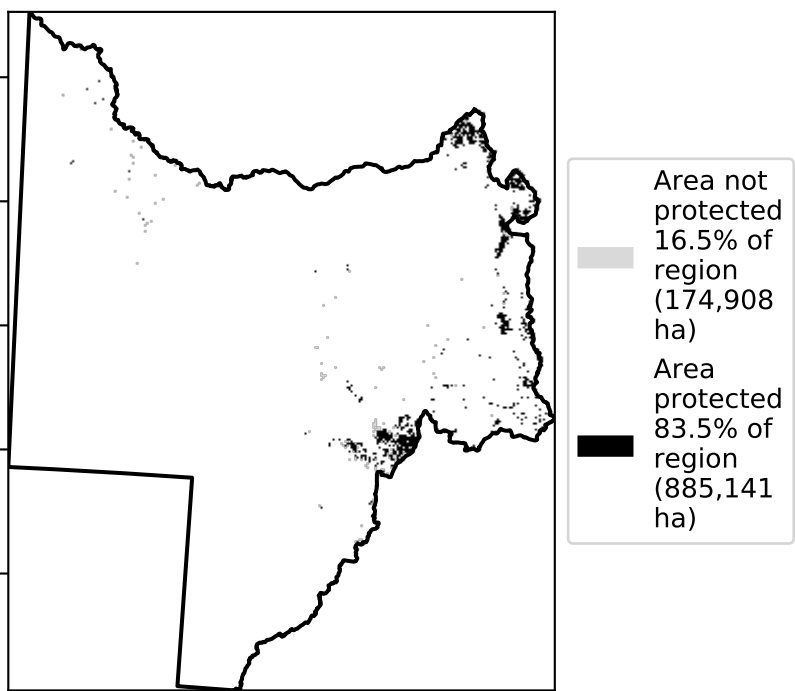 Area not
protected
16.5% of
region
(174,908
ha)
Area
protected
83.5% of
region
(885,141
ha)